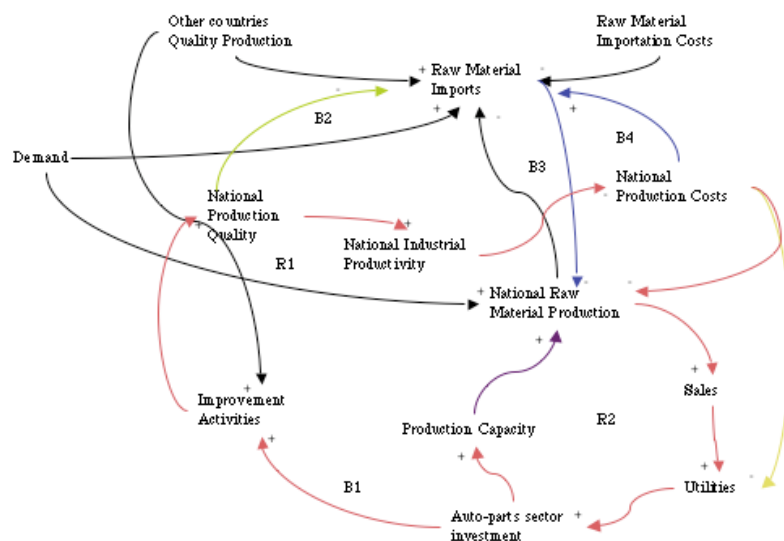 Other countries
Quality Production
Raw Material
Importation Costs
+ Raw Material -
Imports
-
+
-
+
B2
B4
Demand
B3
National
Production
Quality
+
+
National
Production Costs
-
National Industrial
Productivity
R1
- -
+ National Raw
Material Production
+
+
Sales
+
Improvement
Activities
+
Production Capacity
R2
+
+
-
Utilities
B1
Auto-parts sector +
investment